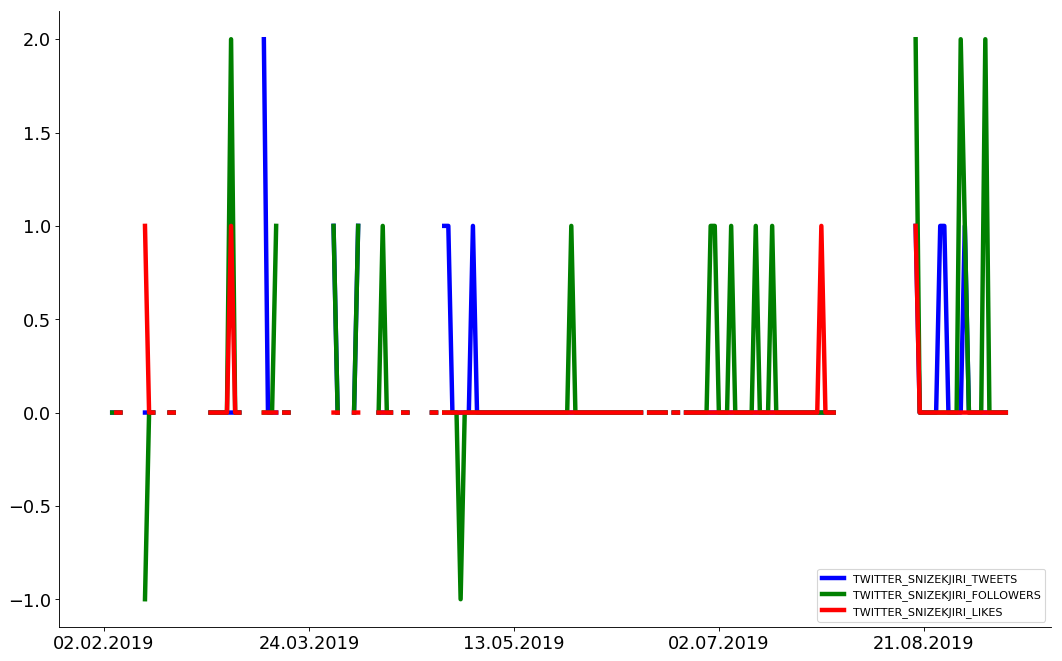 2.0
1.5
1.0
0.5
0.0
−0.5
−1.0
02.02.2019 24.03.2019 13.05.2019 02.07.2019 21.08.2019
TWITTER_SNIZEKJIRI_TWEETS
TWITTER_SNIZEKJIRI_FOLLOWERS
TWITTER_SNIZEKJIRI_LIKES